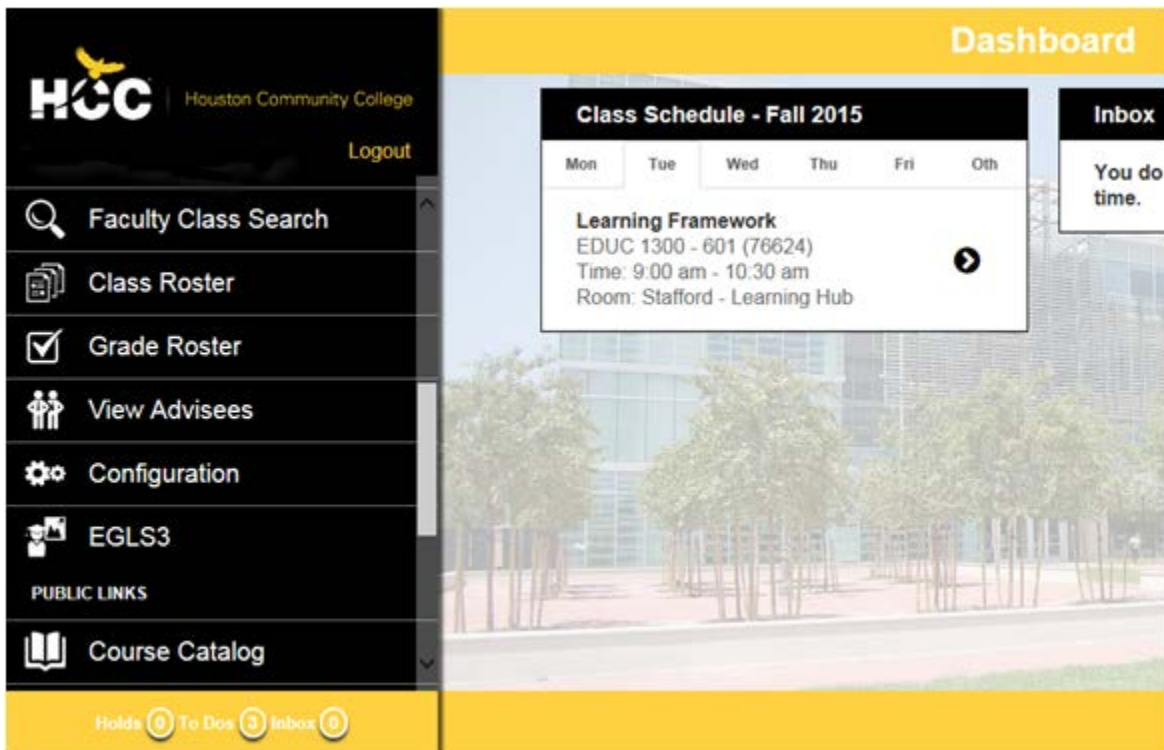 HCC
Houston Community College
Logout
Faculty Class Search
Class Roster
Grade Roster
View Advisees
Configuration
EGLS3
PUBLIC LINKS
Course Catalog
Holds 0 To Dos 3 Inbox 0
Dashboard
Class Schedule - Fall 2015
Mon Tue Wed Thu Fri Oth
Learning Framework
EDUC 1300 - 601 (76624)
Time: 9:00 am - 10:30 am
Room: Stafford - Learning Hub
Inbox
You do
time.